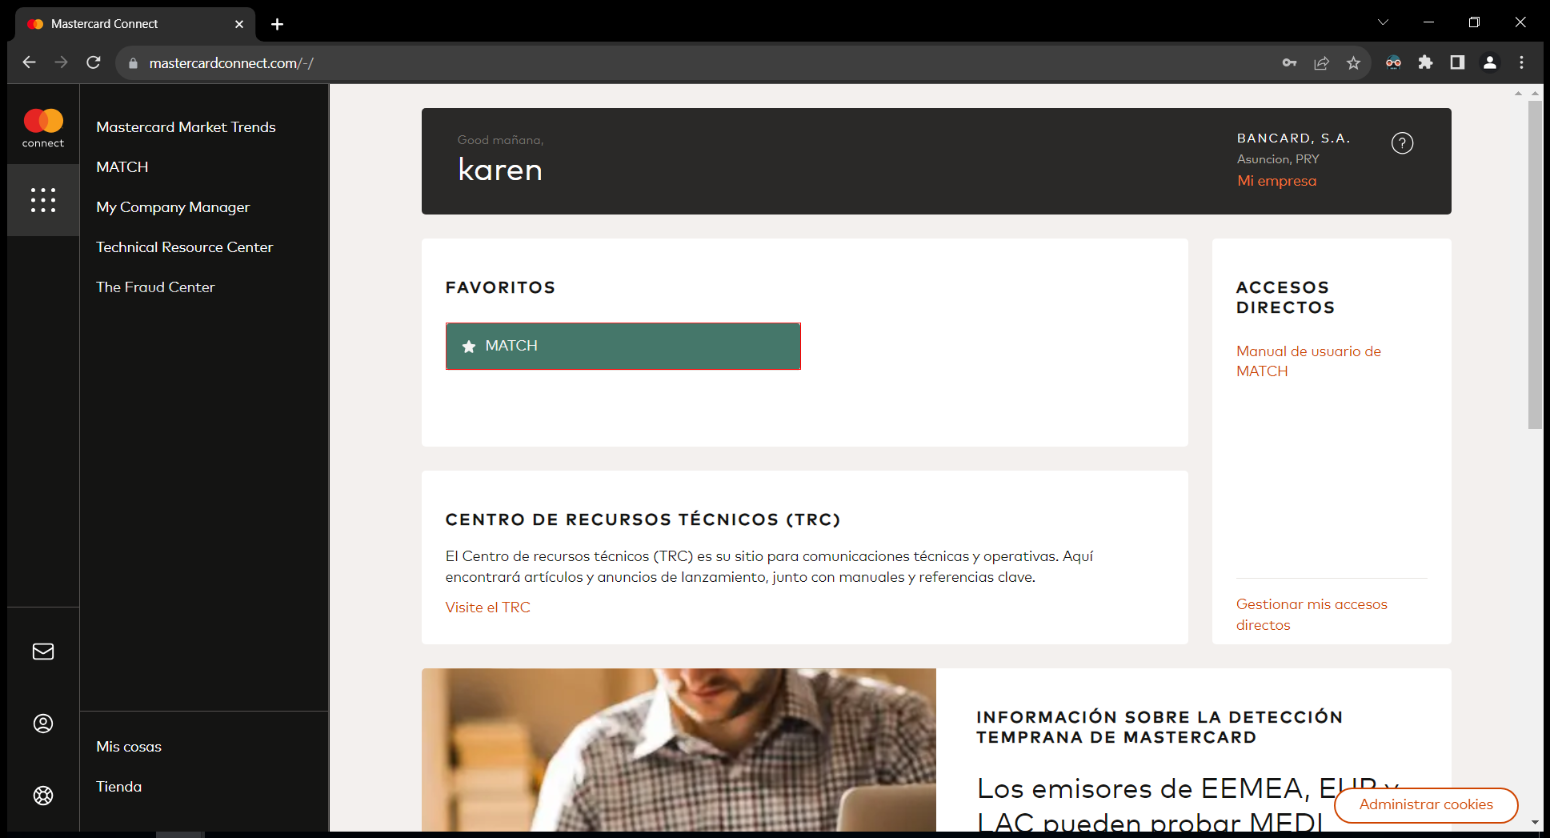 Mastercard Connect
mastercardconnect.com/-/
connect
Mastercard Market Trends
MATCH
My Company Manager
Technical Resource Center
The Fraud Center
Mis cosas
Tienda
Good mañana,
karen
BANCARD, S.A.
Asuncion, PRY
Mi empresa
?
FAVORITOS
MATCH
ACCESOS
DIRECTOS
Manual de usuario de
MATCH
Gestionar mis accesos
directos
CENTRO DE RECURSOS TÉCNICOS (TRC)
El Centro de recursos técnicos (TRC) es su sitio para comunicaciones técnicas y operativas. Aquí
encontrará artículos y anuncios de lanzamiento, junto con manuales y referencias clave.
Visite el TRC
INFORMACIÓN SOBRE LA DETECCIÓN
TEMPRANA DE MASTERCARD
Los emisores de EEMEA, EUR y
LAC pueden probar MEDI
Administrar cookies